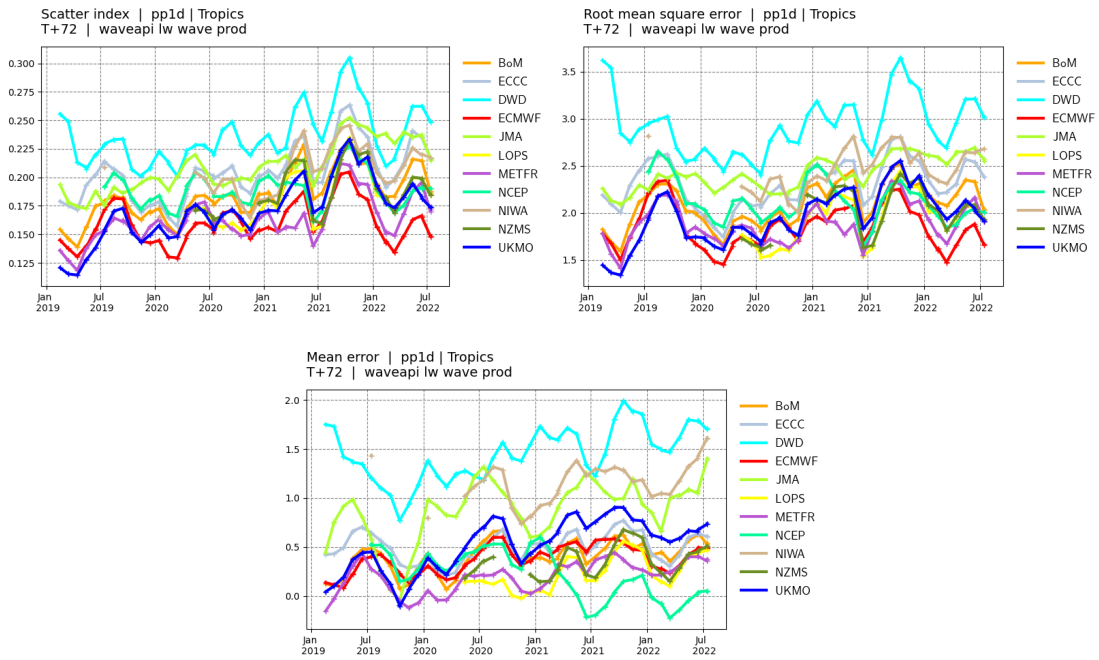 Scatter index | pp1d | Tropics
T+72 | waveapi lw wave prod
0.300
0.275
0.250
0.225
0.200
0.175
0.150
0.125
Jan
2019
Jul
2019
Jan
2020
Jul
2020
Jan
2021
Jul
2021
Jan
2022
Jul
2022
BoM
ECCC
DWD
ECMWF
JMA
LOPS
METFR
NCEP
NIWA
NZMS
UKMO
Root mean square error | pp1d | Tropics
T+72 | waveapi lw wave prod
3.5
3.0
2.5
2.0
1.5
Jan
2019
Jul
2019
Jan
2020
Jul
2020
Jan
2021
Jul
2021
Jan
2022
Jul
2022
BoM
ECCC
DWD
ECMWF
JMA
LOPS
METFR
NCEP
NIWA
NZMS
UKMO
Mean error | pp1d | Tropics
T+72 | waveapi lw wave prod
2.0
1.5
1.0
0.5
0.0
Jan
2019
Jul
2019
Jan
2020
Jul
2020
Jan
2021
Jul
2021
Jan
2022
Jul
2022
BoM
ECCC
DWD
ECMWF
JMA
LOPS
METFR
NCEP
NIWA
NZMS
UKMO